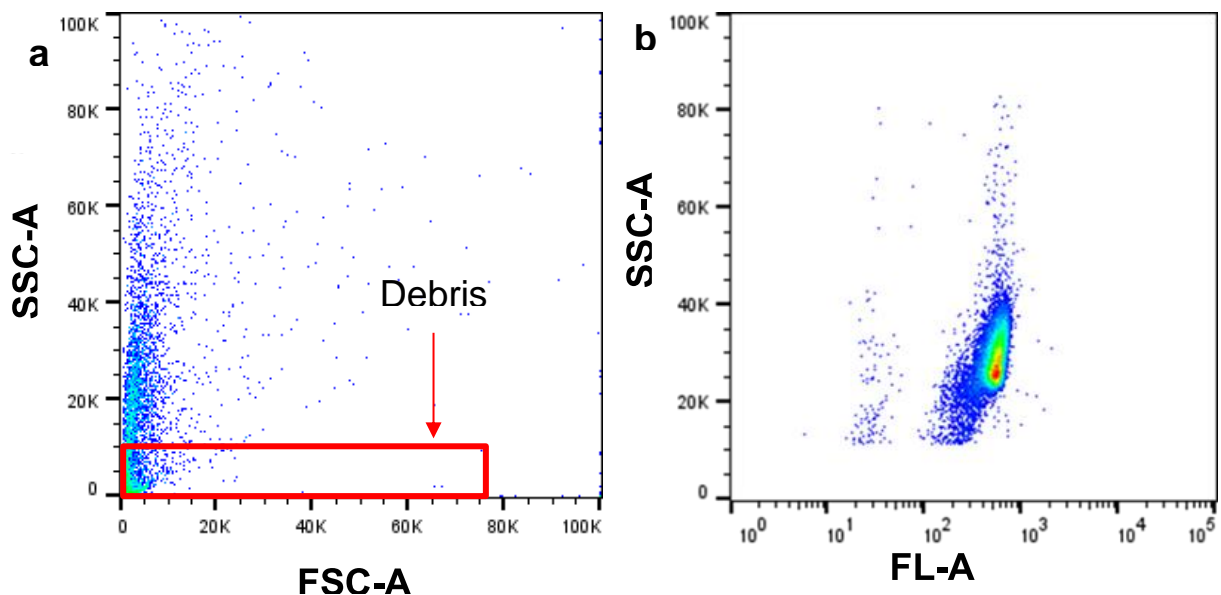 a
SSC-A
100K
80K
60K
40K
20K
0
Debris
0 20K 40K 60K 80K 100K
FSC-A
b
SSC-A
100K
80K
60K
40K
20K
0
10⁰ 10¹ 10² 10³ 10⁴ 10⁵
FL-A